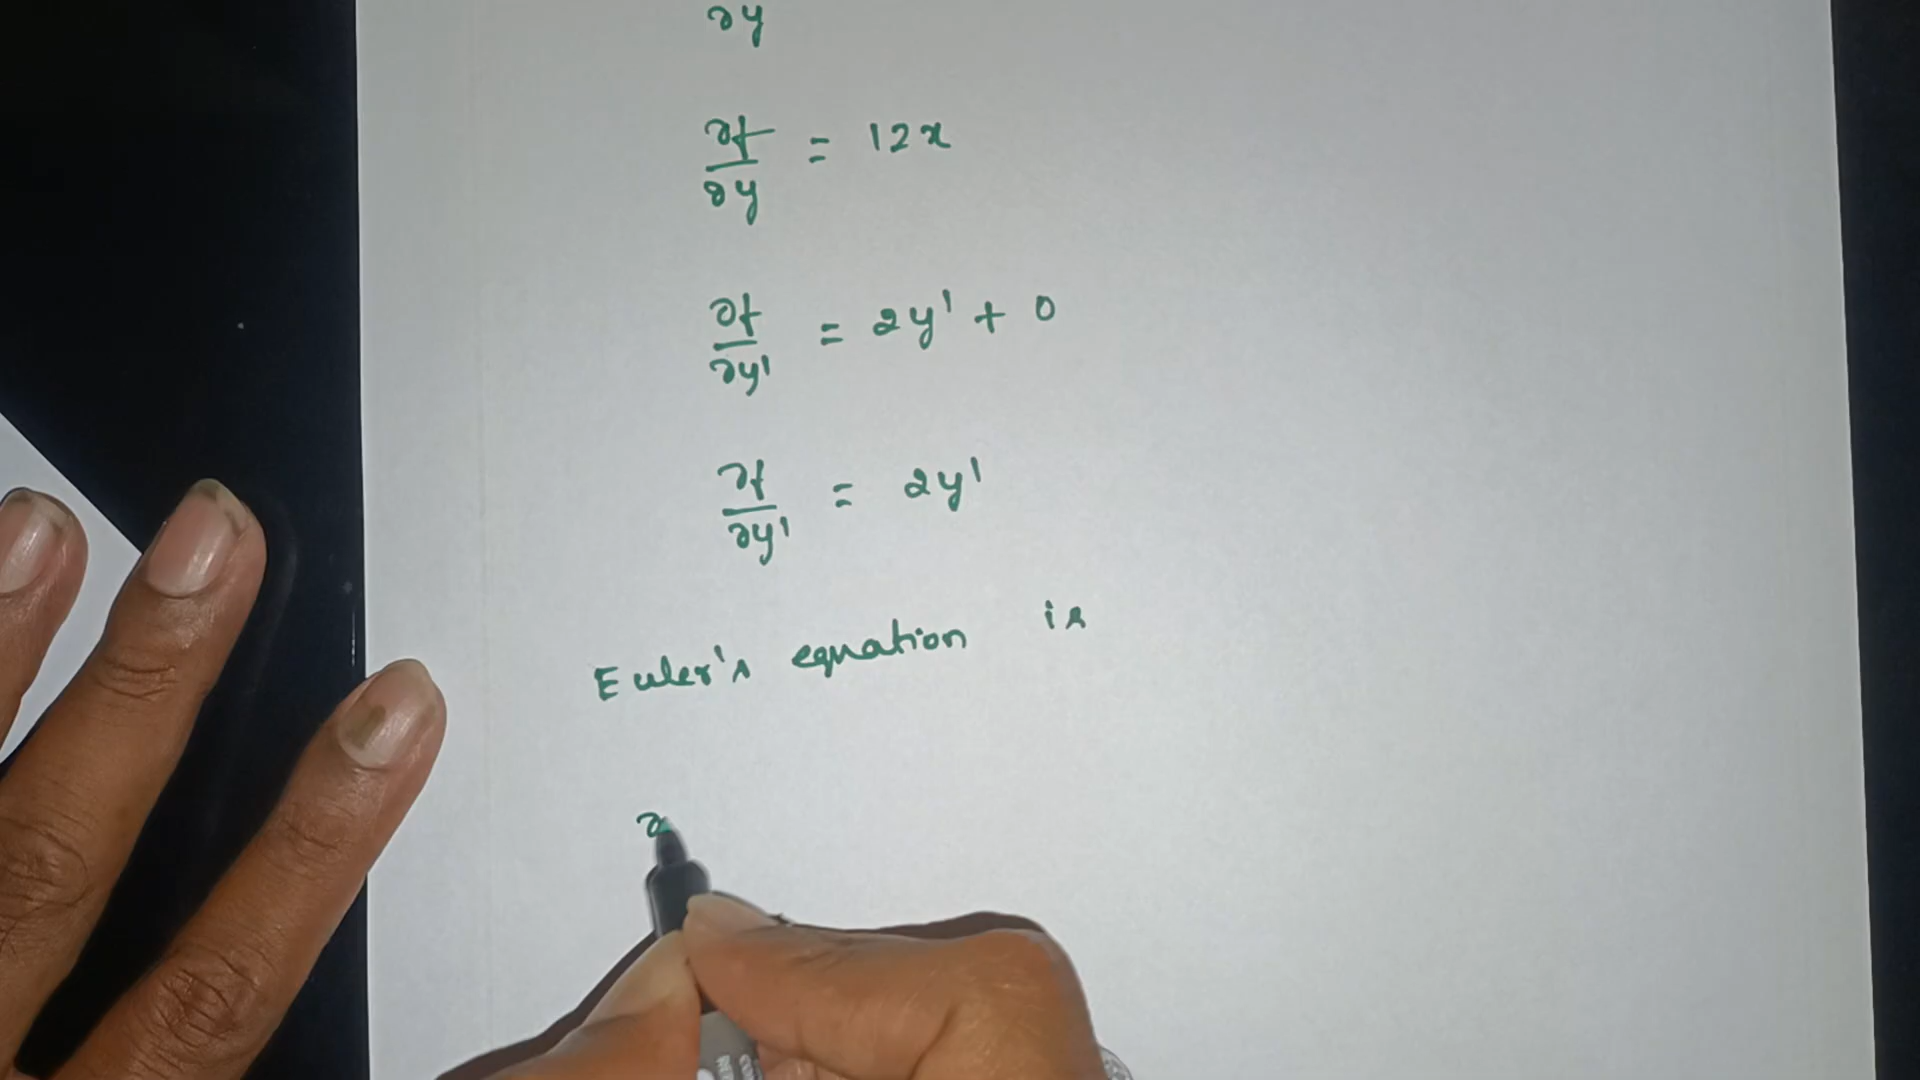 ∂y
∂f/∂y = 12x
∂f/∂y' = 2y' + 0
∂f/∂y' = 2y'
Euler's equation is
∂